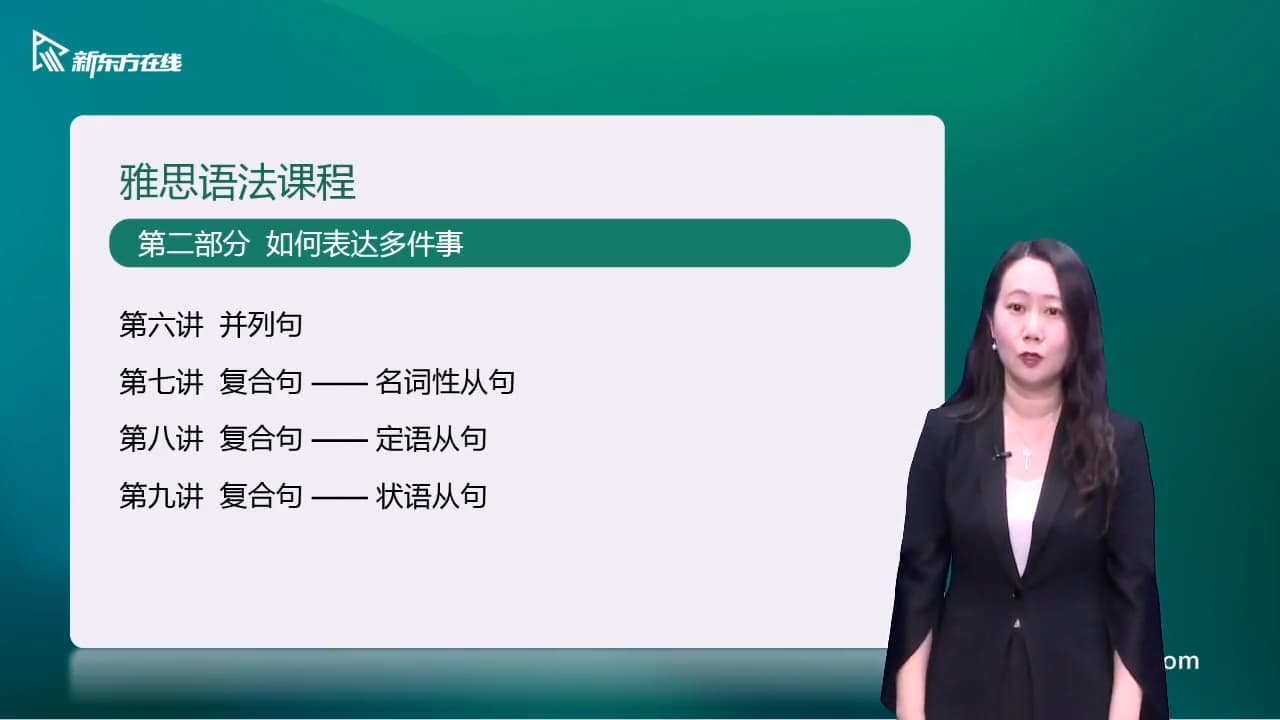 新东方在线
雅思语法课程
第二部分 如何表达多件事
第六讲 并列句
第七讲 复合句 —— 名词性从句
第八讲 复合句 —— 定语从句
第九讲 复合句 —— 状语从句
om